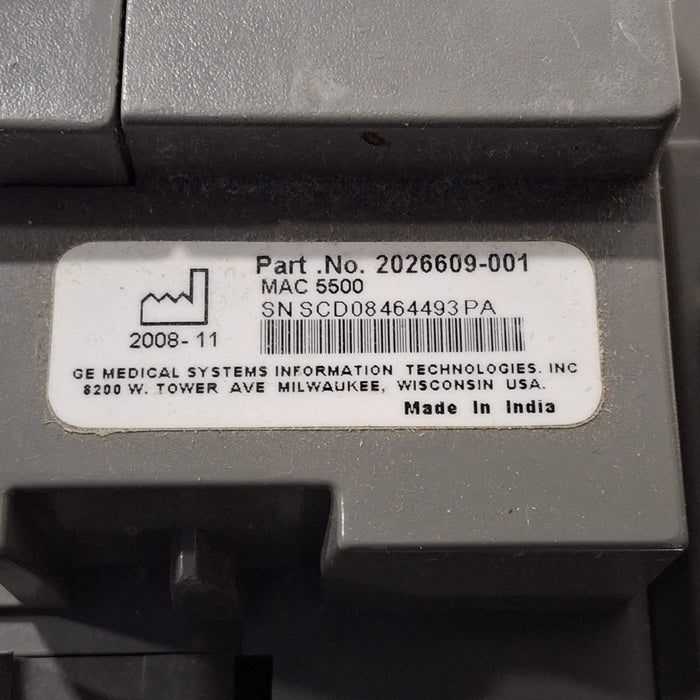 Part .No. 2026609-001
MAC 5500
SN SCD08464493PA
2008-11
GE MEDICAL SYSTEMS INFORMATION TECHNOLOGIES. INC
8200 W. TOWER AVE MILWAUKEE, WISCONSIN USA.
Made In India